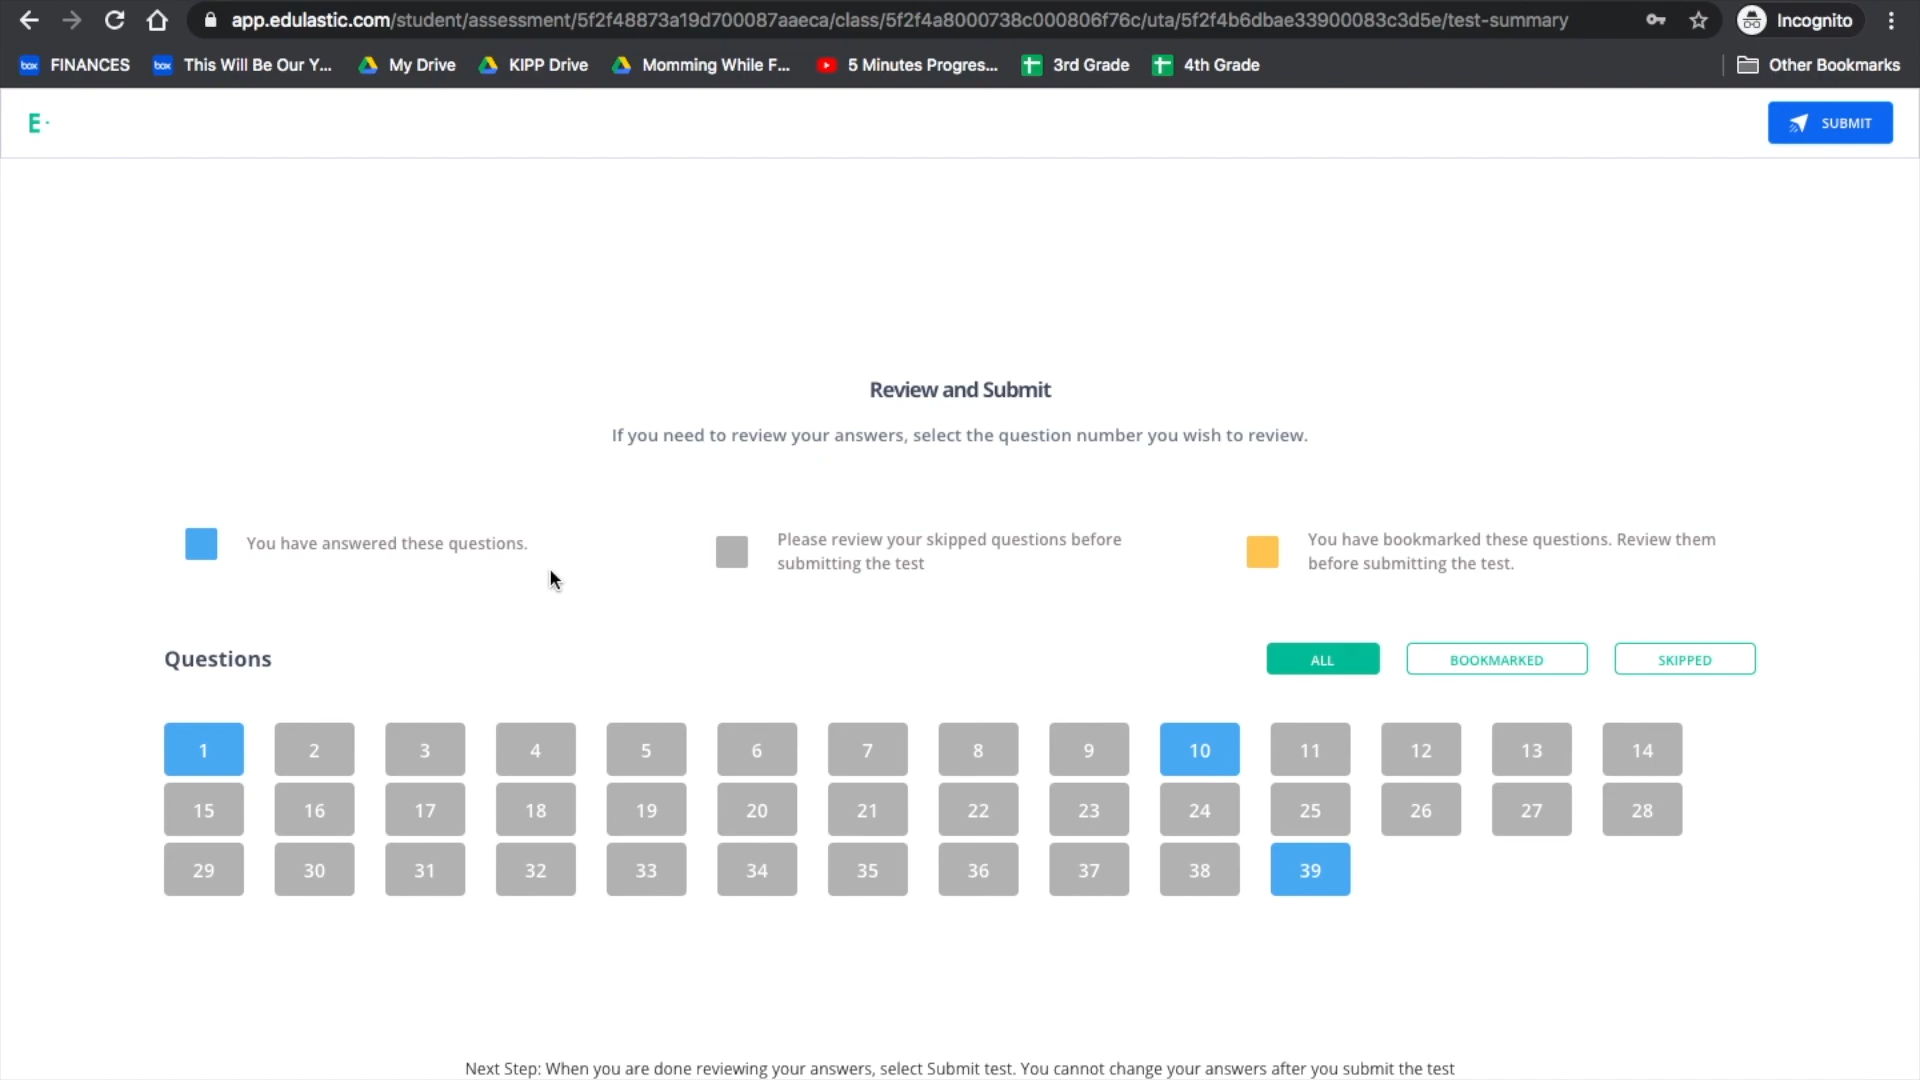 app.edulastic.com/student/assessment/5f2f48873a19d700087aaeca/class/5f2f4a8000738c000806f76c/uta/5f2f4b6dbae33900083c3d5e/test-summary Incognito
box FINANCES box This Will Be Our Y... My Drive KIPP Drive Momming While F... 5 Minutes Progres... 3rd Grade 4th Grade Other Bookmarks
E SUBMIT
Review and Submit
If you need to review your answers, select the question number you wish to review.
You have answered these questions.
Please review your skipped questions before
submitting the test
You have bookmarked these questions. Review them
before submitting the test.
Questions ALL BOOKMARKED SKIPPED
1 2 3 4 5 6 7 8 9 10 11 12 13 14
15 16 17 18 19 20 21 22 23 24 25 26 27 28
29 30 31 32 33 34 35 36 37 38 39
Next Step: When you are done reviewing your answers, select Submit test. You cannot change your answers after you submit the test